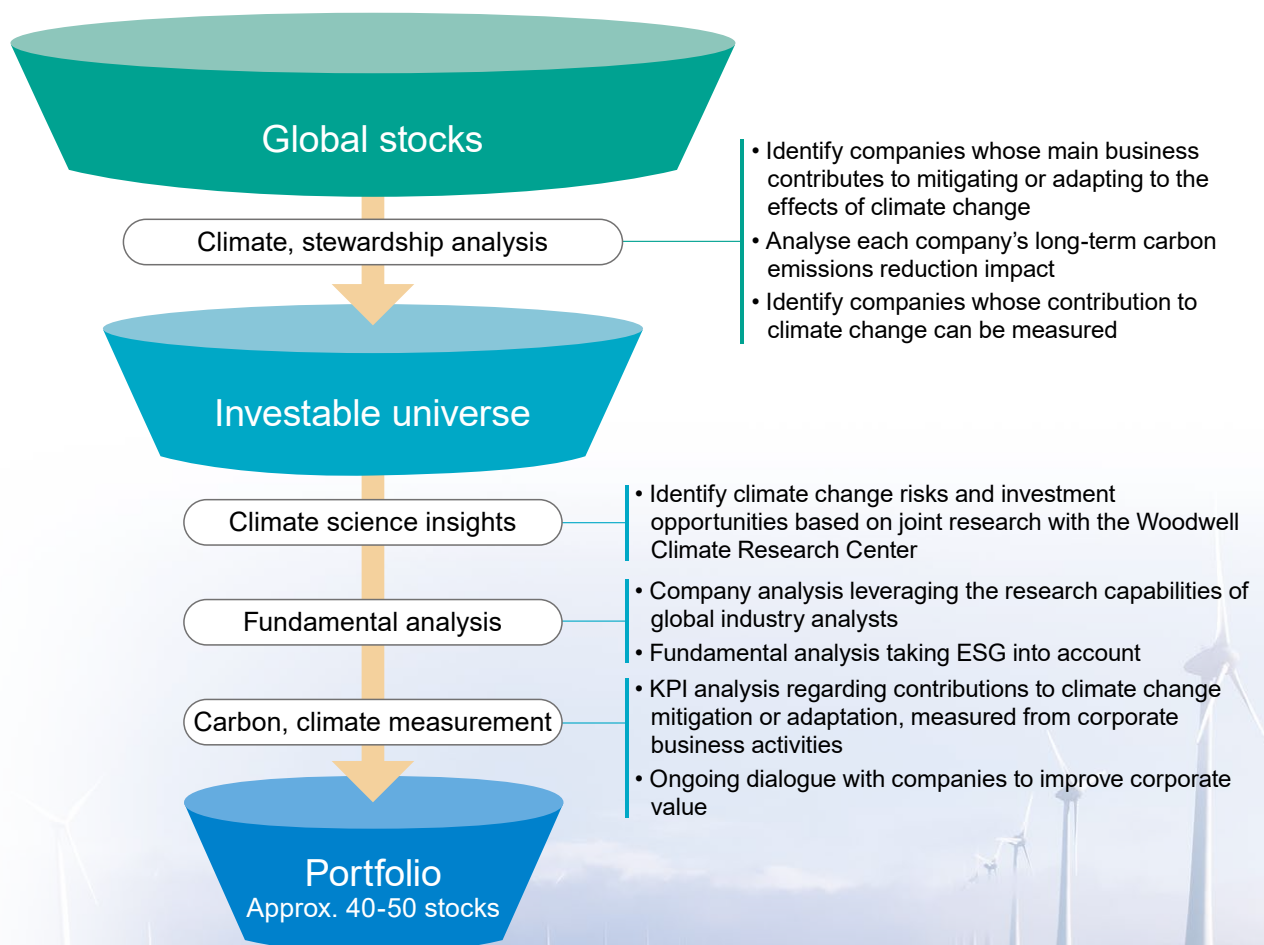 Global stocks
Climate, stewardship analysis
• Identify companies whose main business
contributes to mitigating or adapting to the
effects of climate change
• Analyse each company’s long-term carbon
emissions reduction impact
• Identify companies whose contribution to
climate change can be measured
Investable universe
Climate science insights
• Identify climate change risks and investment
opportunities based on joint research with the Woodwell
Climate Research Center
Fundamental analysis
• Company analysis leveraging the research capabilities of
global industry analysts
• Fundamental analysis taking ESG into account
Carbon, climate measurement
• KPI analysis regarding contributions to climate change
mitigation or adaptation, measured from corporate
business activities
• Ongoing dialogue with companies to improve corporate
value
Portfolio
Approx. 40-50 stocks